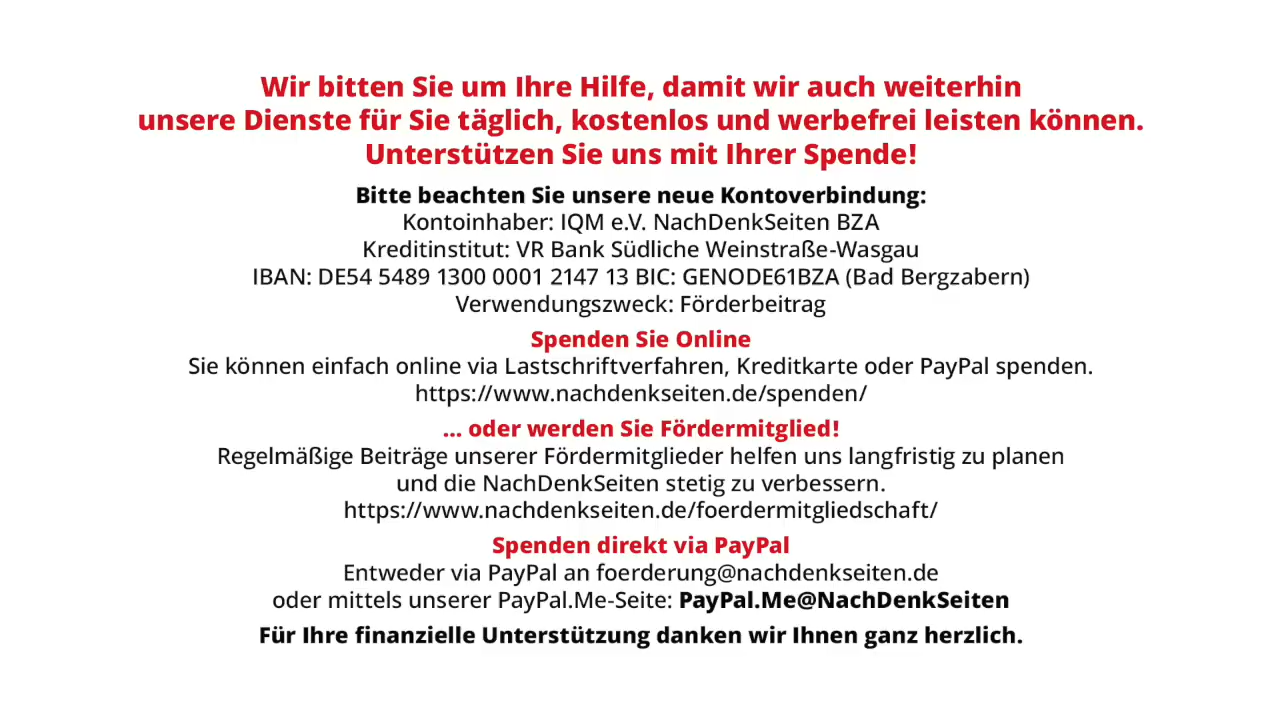 Wir bitten Sie um Ihre Hilfe, damit wir auch weiterhin
unsere Dienste für Sie täglich, kostenlos und werbefrei leisten können.
Unterstützen Sie uns mit Ihrer Spende!
Bitte beachten Sie unsere neue Kontoverbindung:
Kontoinhaber: IQM e.V. NachDenkSeiten BZA
Kreditinstitut: VR Bank Südliche Weinstraße-Wasgau
IBAN: DE54 5489 1300 0001 2147 13 BIC: GENODE61BZA (Bad Bergzabern)
Verwendungszweck: Förderbeitrag
Spenden Sie Online
Sie können einfach online via Lastschriftverfahren, Kreditkarte oder PayPal spenden.
https://www.nachdenkseiten.de/spenden/
... oder werden Sie Fördermitglied!
Regelmäßige Beiträge unserer Fördermitglieder helfen uns langfristig zu planen
und die NachDenkSeiten stetig zu verbessern.
https://www.nachdenkseiten.de/foerdermitgliedschaft/
Spenden direkt via PayPal
Entweder via PayPal an foerderung@nachdenkseiten.de
oder mittels unserer PayPal.Me-Seite: PayPal.Me@NachDenkSeiten
Für Ihre finanzielle Unterstützung danken wir Ihnen ganz herzlich.